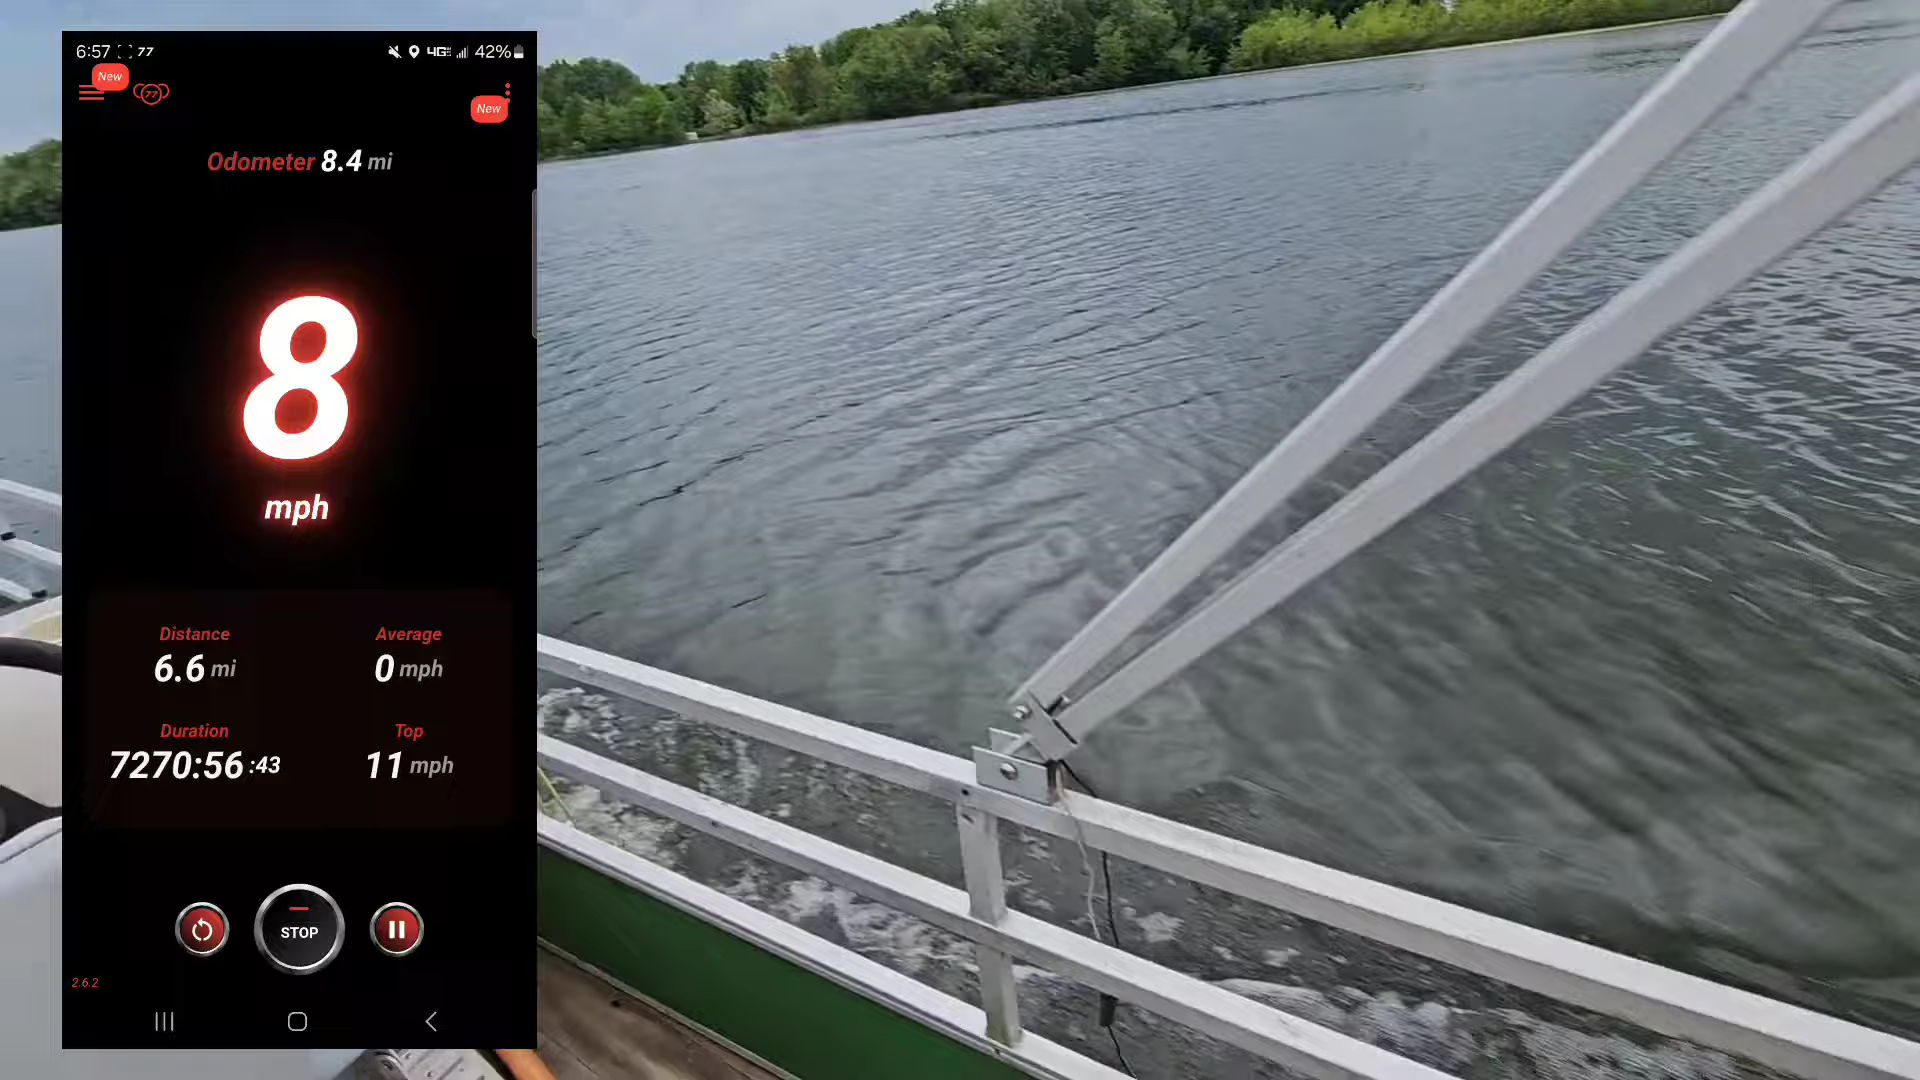 6:57 77 4G 42%
New
77
New
Odometer 8.4 mi
8
mph
Distance Average
6.6 mi 0 mph
Duration Top
7270:56:43 11 mph
STOP
2.6.2